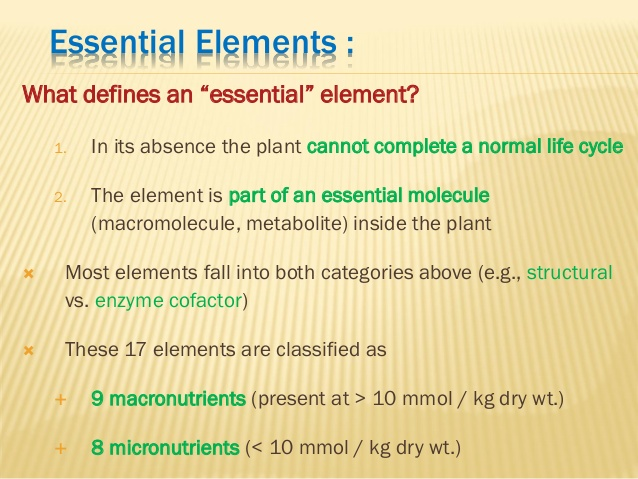 Essential Elements :
What defines an “essential” element?
1. In its absence the plant cannot complete a normal life cycle
2. The element is part of an essential molecule
(macromolecule, metabolite) inside the plant
Most elements fall into both categories above (e.g., structural
vs. enzyme cofactor)
These 17 elements are classified as
9 macronutrients (present at > 10 mmol / kg dry wt.)
8 micronutrients (< 10 mmol / kg dry wt.)